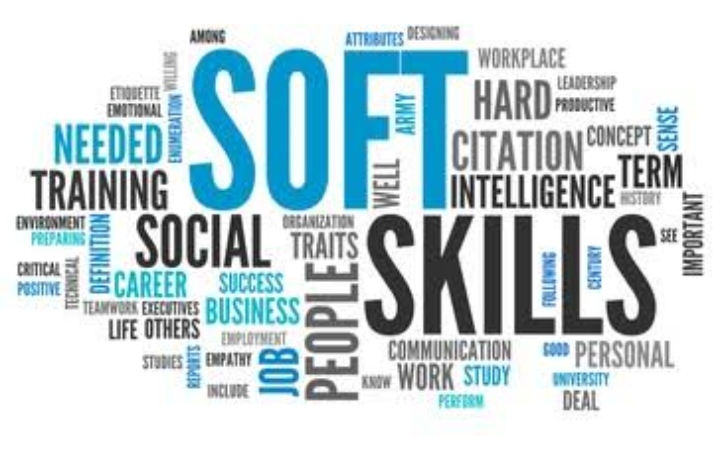 AMONG
ATTRIBUTES
DESIGNING
SOFT
WORKPLACE
WILLING
ETIQUETTE
EMOTIONAL
ENUMERATION
HARD
LEADERSHIP
PRODUCTIVE
ARMY
SENSE
NEEDED
CITATION
CONCEPT
TRAINING
WELL
INTELLIGENCE
TERM
HISTORY
IMPORTANT
ENVIRONMENT
PREPARING
DEFINITION
SOCIAL
ORGANIZATION
TRAITS
SKILLS
SEE
CRITICAL
POSITIVE
TECHNICAL
CAREER
SUCCESS
BUSINESS
PEOPLE
FOLLOWING
CENTURY
TEAMWORK
EXECUTIVES
LIFE
OTHERS
EMPLOYMENT
STUDIES
REPORTS
EMPATHY
JOB
INCLUDE
COMMUNICATION
GOOD
PERSONAL
KNOW
WORK
STUDY
UNIVERSITY
PERFORM
DEAL